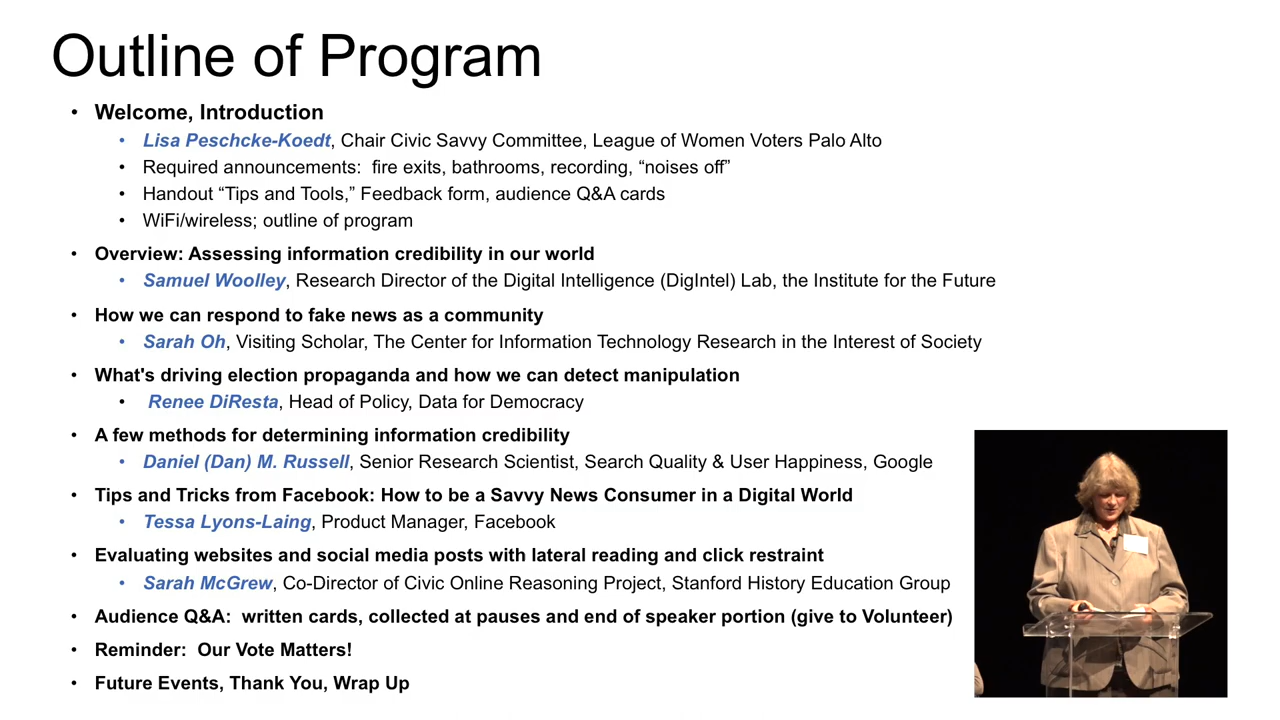 Outline of Program
• Welcome, Introduction
• Lisa Peschcke-Koedt, Chair Civic Savvy Committee, League of Women Voters Palo Alto
• Required announcements:  fire exits, bathrooms, recording, “noises off”
• Handout “Tips and Tools,” Feedback form, audience Q&A cards
• WiFi/wireless; outline of program
• Overview: Assessing information credibility in our world
• Samuel Woolley, Research Director of the Digital Intelligence (DigIntel) Lab, the Institute for the Future
• How we can respond to fake news as a community
• Sarah Oh, Visiting Scholar, The Center for Information Technology Research in the Interest of Society
• What's driving election propaganda and how we can detect manipulation
• Renee DiResta, Head of Policy, Data for Democracy
• A few methods for determining information credibility
• Daniel (Dan) M. Russell, Senior Research Scientist, Search Quality & User Happiness, Google
• Tips and Tricks from Facebook: How to be a Savvy News Consumer in a Digital World
• Tessa Lyons-Laing, Product Manager, Facebook
• Evaluating websites and social media posts with lateral reading and click restraint
• Sarah McGrew, Co-Director of Civic Online Reasoning Project, Stanford History Education Group
• Audience Q&A:  written cards, collected at pauses and end of speaker portion (give to Volunteer)
• Reminder:  Our Vote Matters!
• Future Events, Thank You, Wrap Up